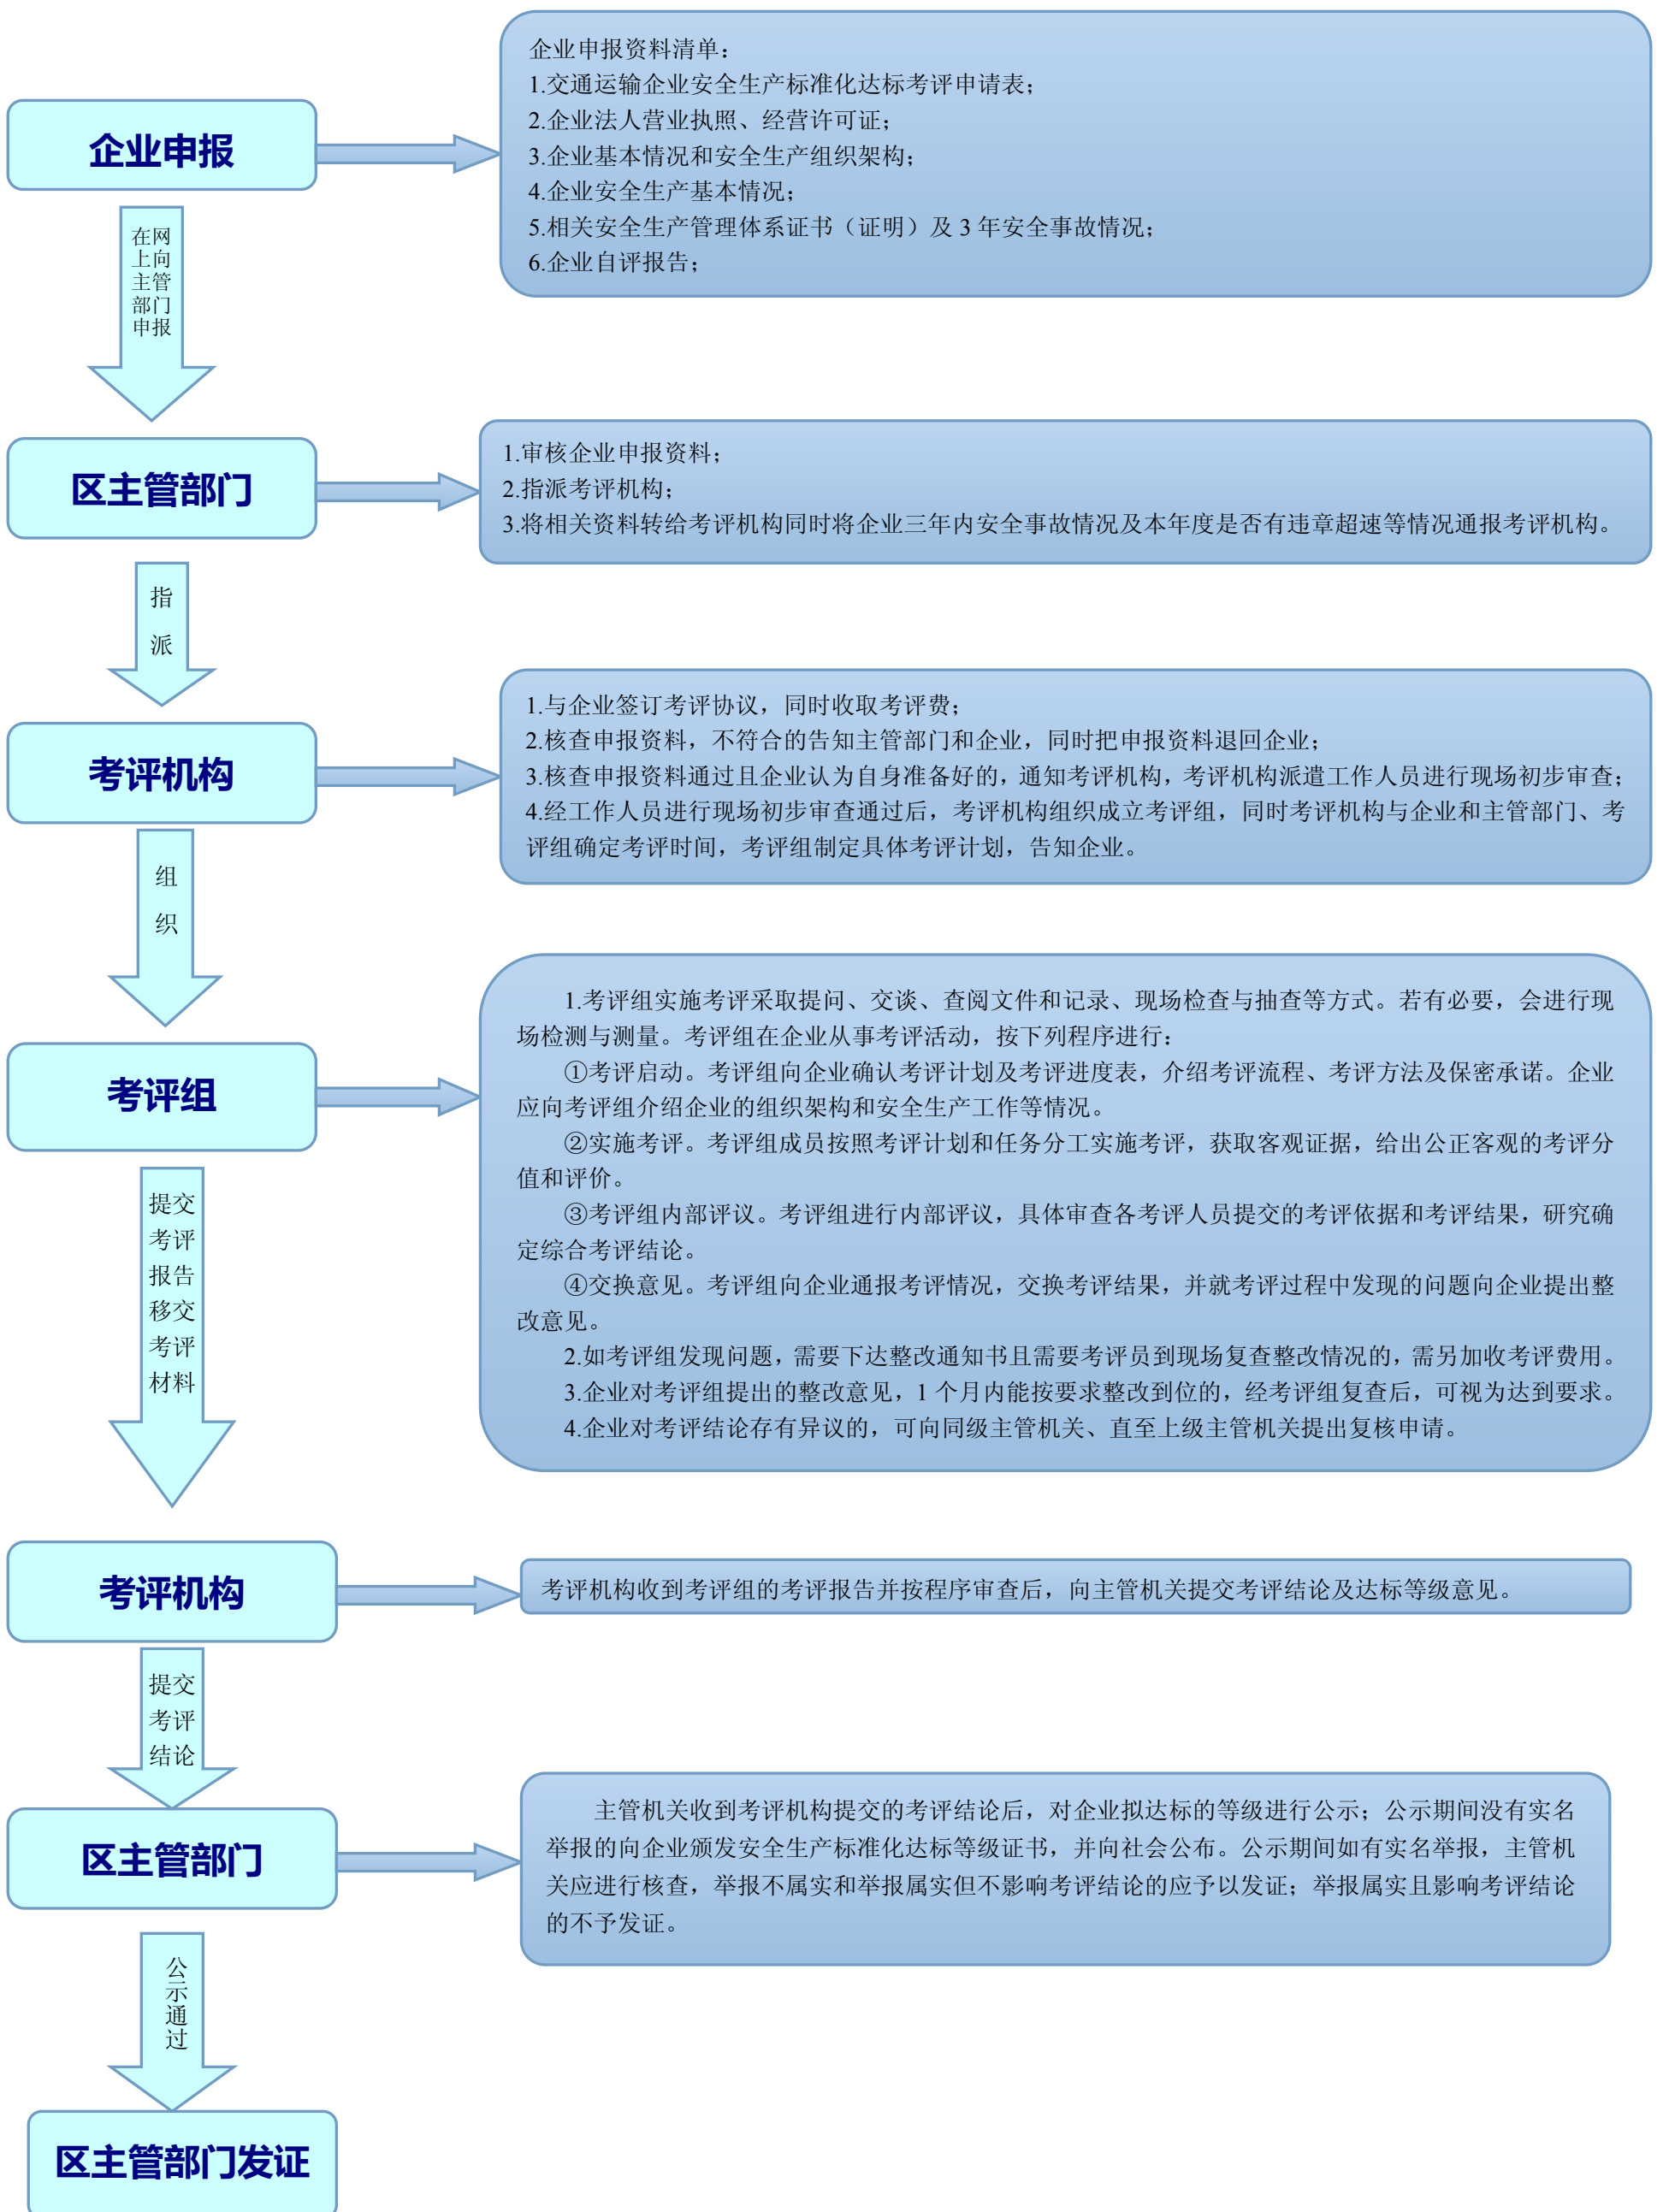 企业申报
企业申报资料清单：
1.交通运输企业安全生产标准化达标考评申请表；
2.企业法人营业执照、经营许可证；
3.企业基本情况和安全生产组织架构；
4.企业安全生产基本情况；
5.相关安全生产管理体系证书（证明）及 3 年安全事故情况；
6.企业自评报告；
在网
上向
主管
部门
申报
区主管部门
1.审核企业申报资料；
2.指派考评机构；
3.将相关资料转给考评机构同时将企业三年内安全事故情况及本年度是否有违章超速等情况通报考评机构。
指
派
考评机构
1.与企业签订考评协议，同时收取考评费；
2.核查申报资料，不符合的告知主管部门和企业，同时把申报资料退回企业；
3.核查申报资料通过且企业认为自身准备好的，通知考评机构，考评机构派遣工作人员进行现场初步审查；
4.经工作人员进行现场初步审查通过后，考评机构组织成立考评组，同时考评机构与企业和主管部门、考
评组确定考评时间，考评组制定具体考评计划，告知企业。
组
织
考评组
1.考评组实施考评采取提问、交谈、查阅文件和记录、现场检查与抽查等方式。若有必要，会进行现
场检测与测量。考评组在企业从事考评活动，按下列程序进行：
①考评启动。考评组向企业确认考评计划及考评进度表，介绍考评流程、考评方法及保密承诺。企业
应向考评组介绍企业的组织架构和安全生产工作等情况。
②实施考评。考评组成员按照考评计划和任务分工实施考评，获取客观证据，给出公正客观的考评分
值和评价。
③考评组内部评议。考评组进行内部评议，具体审查各考评人员提交的考评依据和考评结果，研究确
定综合考评结论。
④交换意见。考评组向企业通报考评情况，交换考评结果，并就考评过程中发现的问题向企业提出整
改意见。
2.如考评组发现问题，需要下达整改通知书且需要考评员到现场复查整改情况的，需另加收考评费用。
3.企业对考评组提出的整改意见，1 个月内能按要求整改到位的，经考评组复查后，可视为达到要求。
4.企业对考评结论存有异议的，可向同级主管机关、直至上级主管机关提出复核申请。
提交
考评
报告
移交
考评
材料
考评机构
考评机构收到考评组的考评报告并按程序审查后，向主管机关提交考评结论及达标等级意见。
提交
考评
结论
区主管部门
主管机关收到考评机构提交的考评结论后，对企业拟达标的等级进行公示；公示期间没有实名
举报的向企业颁发安全生产标准化达标等级证书，并向社会公布。公示期间如有实名举报，主管机
关应进行核查，举报不属实和举报属实但不影响考评结论的应予以发证；举报属实且影响考评结论
的不予发证。
公示通过
区主管部门发证